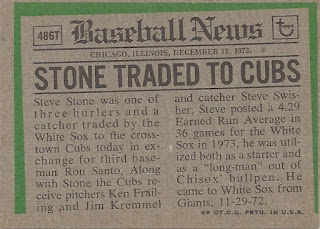 486T
Baseball News
Topps
CHICAGO, ILLINOIS, DECEMBER 11, 1973.
STONE TRADED TO CUBS
Steve Stone was one of
three hurlers and a
catcher traded by the
White Sox to the cross-
town Cubs today in ex-
change for third base-
man Ron Santo. Along
with Stone the Cubs re-
ceive pitchers Ken Frail-
ing and Jim Kremmel
and catcher Steve Swis-
her. Steve posted a 4.29
Earned Run Average in
36 games for the White
Sox in 1973, he was ut-
ilized both as a starter and
as a "long-man" out of
Chisox' bullpen. He
came to White Sox from
Giants, 11-29-72.
© T.C.G. PRTD. IN U.S.A.